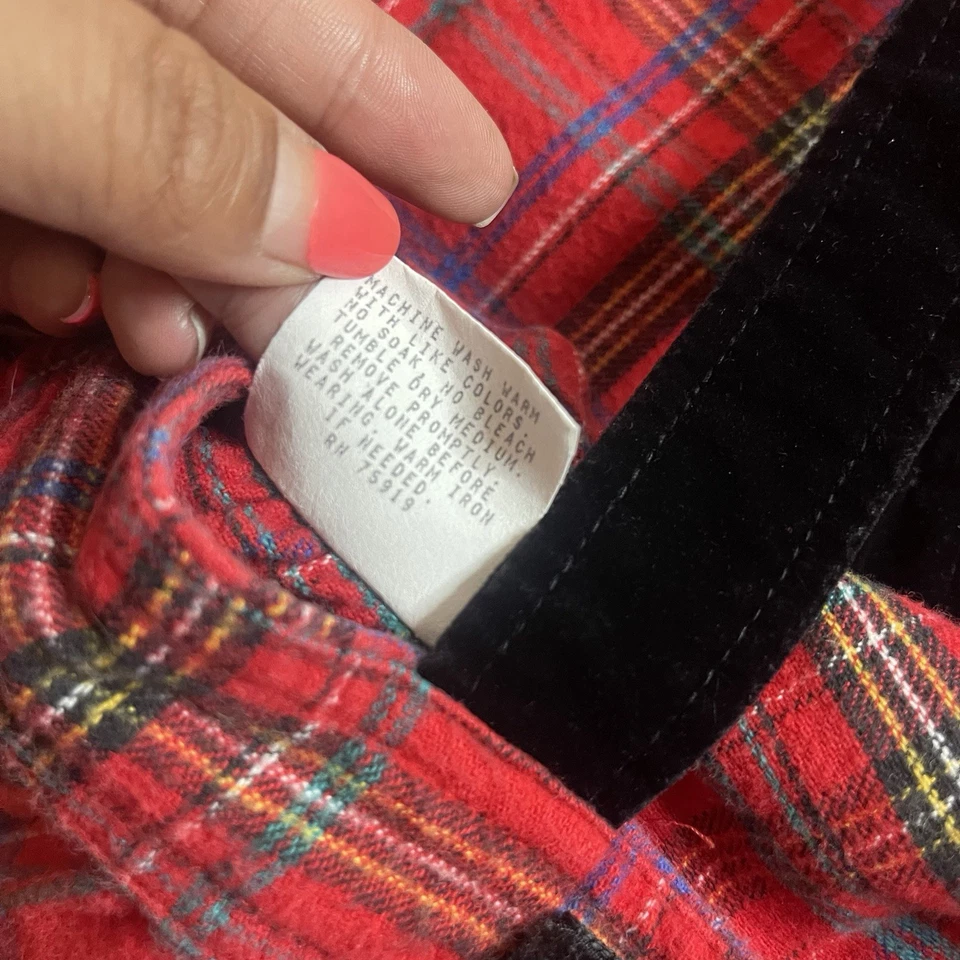 MACHINE WASH WARM
WITH LIKE COLORS.
NO SOAK, NO BLEACH
TUMBLE DRY MEDIUM.
REMOVE PROMPTLY.
WASH ALONE BEFORE
WEARING, WARM IRON
IF NEEDED.
RN 75919